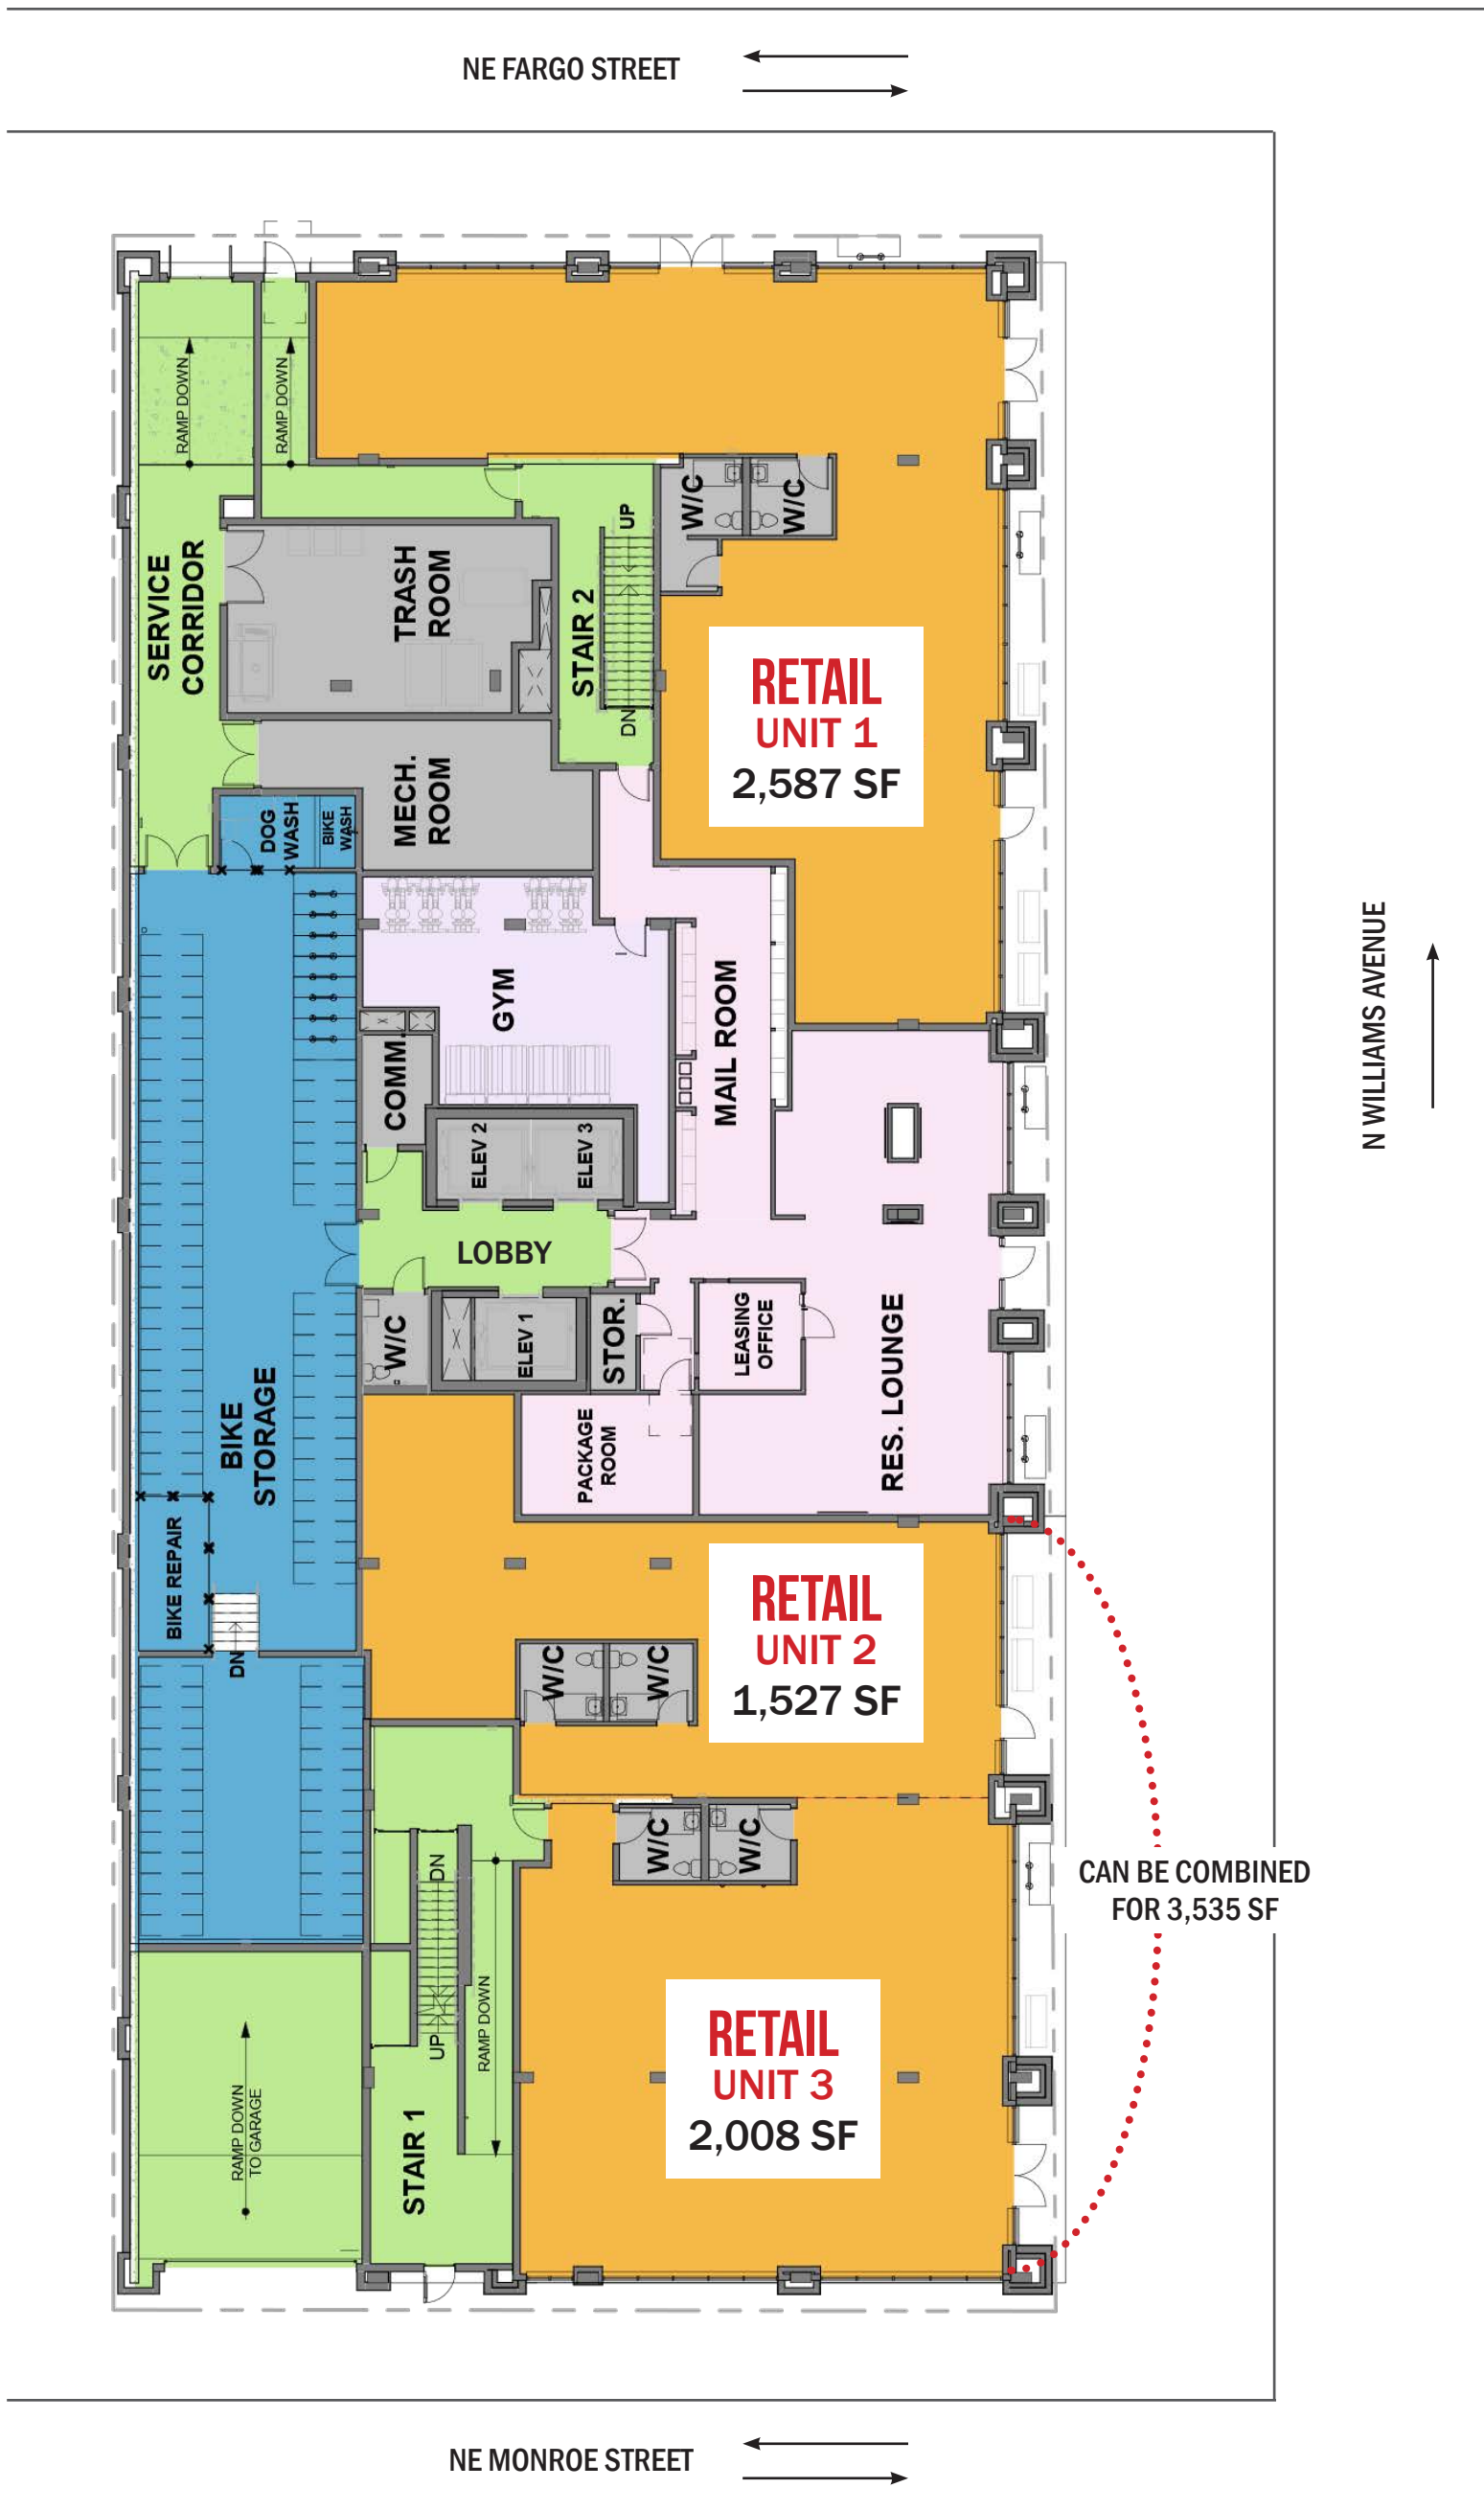 NE FARGO STREET
RAMP DOWN
RAMP DOWN
SERVICE
CORRIDOR
TRASH
ROOM
STAIR 2
UP
DN
W/C
W/C
RETAIL
UNIT 1
2,587 SF
MECH.
ROOM
DOG
WASH
BIKE
WASH
GYM
MAIL ROOM
COMM.
ELEV 2
ELEV 3
N WILLIAMS AVENUE
LOBBY
W/C
ELEV 1
STOR.
LEASING
OFFICE
RES. LOUNGE
BIKE
STORAGE
PACKAGE
ROOM
BIKE REPAIR
DN
RETAIL
UNIT 2
1,527 SF
W/C
W/C
W/C
W/C
CAN BE COMBINED
FOR 3,535 SF
DN
UP
RAMP DOWN
RAMP DOWN
TO GARAGE
STAIR 1
RETAIL
UNIT 3
2,008 SF
NE MONROE STREET